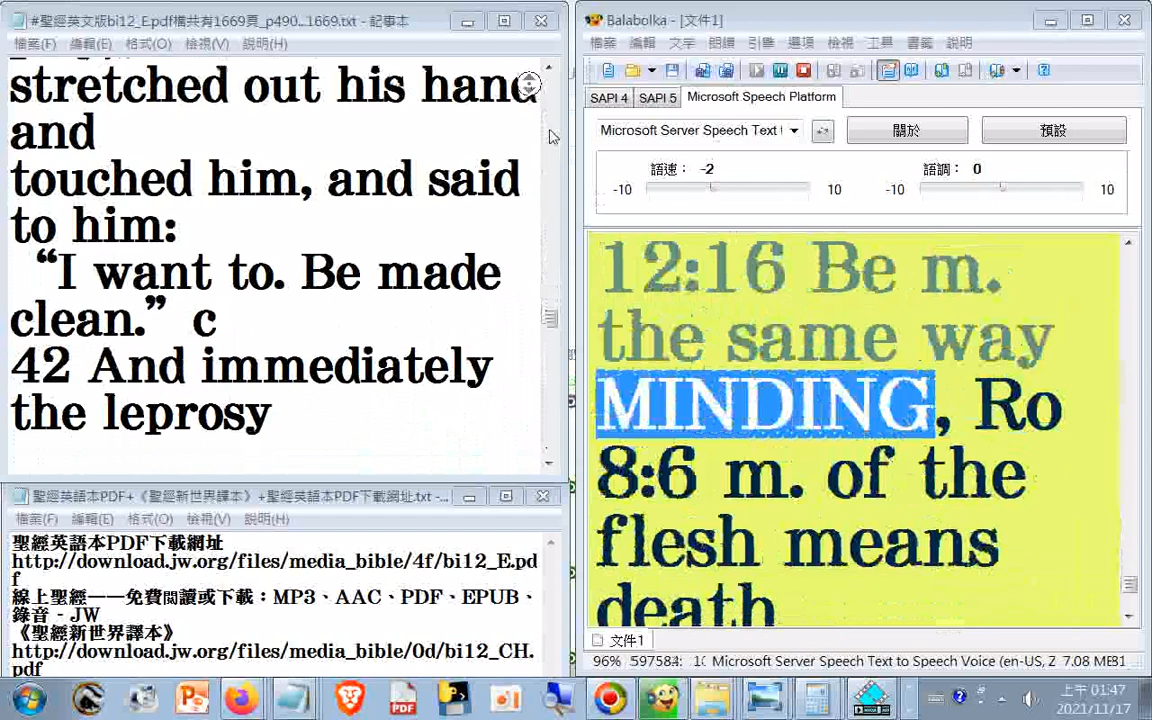 #聖經英文版bi12_E.pdf檔共有1669頁_p490...1669.txt - 記事本
檔案(F) 編輯(E) 格式(O) 檢視(V) 說明(H)
stretched out his hand
and
touched him, and said
to him:
“I want to. Be made
clean.” c
42 And immediately
the leprosy
聖經英語本PDF+《聖經新世界譯本》+聖經英語本PDF下載網址.txt -...
檔案(F) 編輯(E) 格式(O) 檢視(V) 說明(H)
聖經英語本PDF下載網址
http://download.jw.org/files/media_bible/4f/bi12_E.pd
f
線上聖經——免費閱讀或下載：MP3、AAC、PDF、EPUB、
錄音 - JW
《聖經新世界譯本》
http://download.jw.org/files/media_bible/0d/bi12_CH.
pdf
Balabolka - [文件1]
檔案 編輯 文字 朗讀 引擎 選項 檢視 工具 書籤 說明
SAPI 4 SAPI 5 Microsoft Speech Platform
Microsoft Server Speech Text 關於 預設
語速： -2 語調： 0
-10 10 -10 10
12:16 Be m.
the same way
MINDING, Ro
8:6 m. of the
flesh means
death
文件1
96% Microsoft Server Speech Text to Speech Voice (en-US, Z 7.08 MB
PDF
上午 01:47
2021/11/17